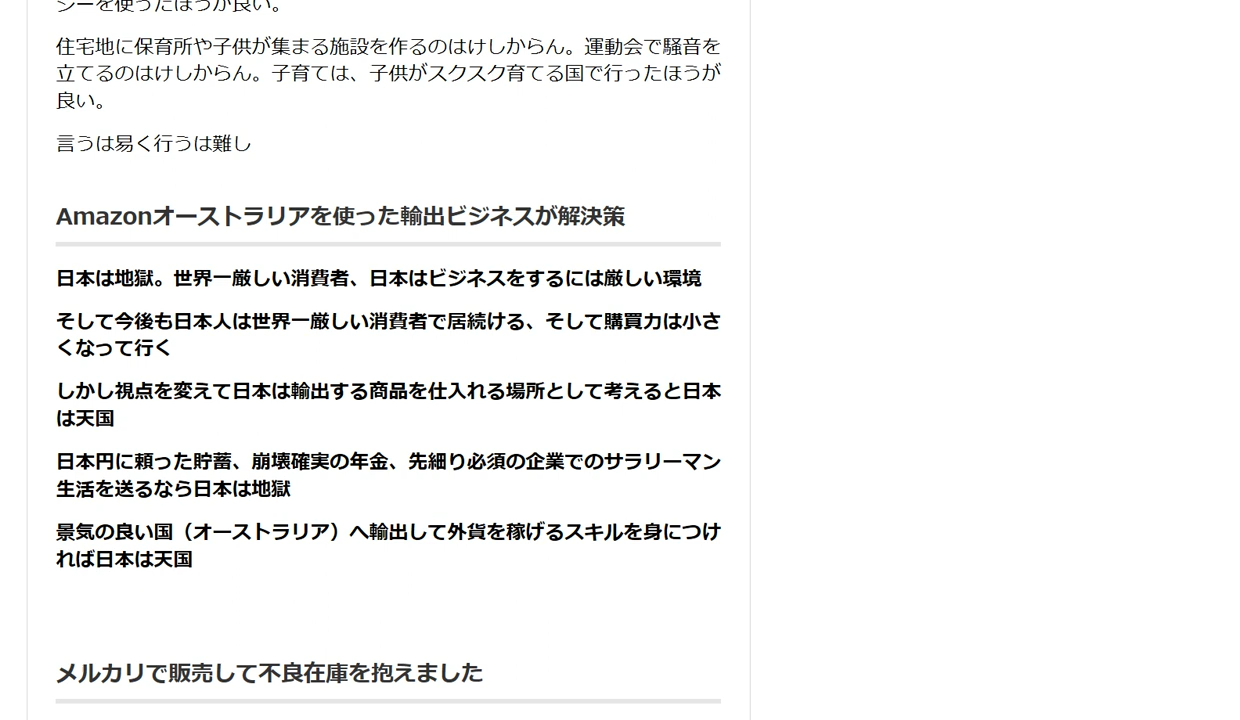 シーを使ったほうが良い。
住宅地に保育所や子供が集まる施設を作るのはけしからん。運動会で騒音を
立てるのはけしからん。子育ては、子供がスクスク育てる国で行ったほうが
良い。
言うは易く行うは難し
Amazonオーストラリアを使った輸出ビジネスが解決策
日本は地獄。世界一厳しい消費者、日本はビジネスをするには厳しい環境
そして今後も日本人は世界一厳しい消費者で居続ける、そして購買力は小さ
くなって行く
しかし視点を変えて日本は輸出する商品を仕入れる場所として考えると日本
は天国
日本円に頼った貯蓄、崩壊確実の年金、先細り必須の企業でのサラリーマン
生活を送るなら日本は地獄
景気の良い国（オーストラリア）へ輸出して外貨を稼げるスキルを身につけ
れば日本は天国
メルカリで販売して不良在庫を抱えました